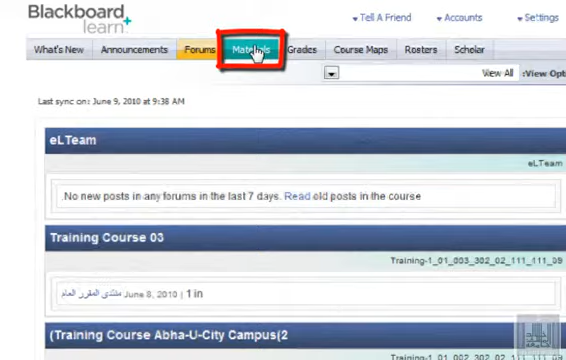 Blackboard
learn
Tell A Friend Accounts Settings
What's New Announcements Forums Materials Grades Course Maps Rosters Scholar
View All :View Opt
Last sync on: June 9, 2010 at 9:38 AM
eLTeam
eLTeam
.No new posts in any forums in the last 7 days. Read old posts in the course
Training Course 03
Training-1_01_003_302_02_111_111_09
منتدى المقرر العام June 8, 2010 | 1 in
(Training Course Abha-U-City Campus(2
Training-1_01_002_302_02_111_111_09